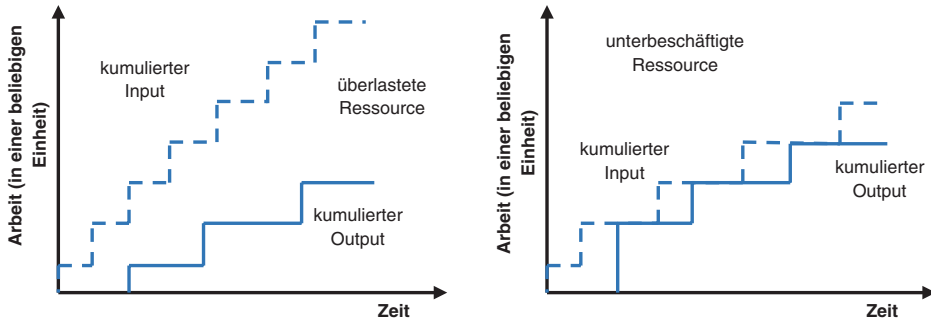 Arbeit (in einer beliebigen
Einheit)
kumulierter
Input
überlastete
Ressource
kumulierter
Output
Zeit
Arbeit (in einer beliebigen
Einheit)
unterbeschäftigte
Ressource
kumulierter
Input
kumulierter
Output
Zeit